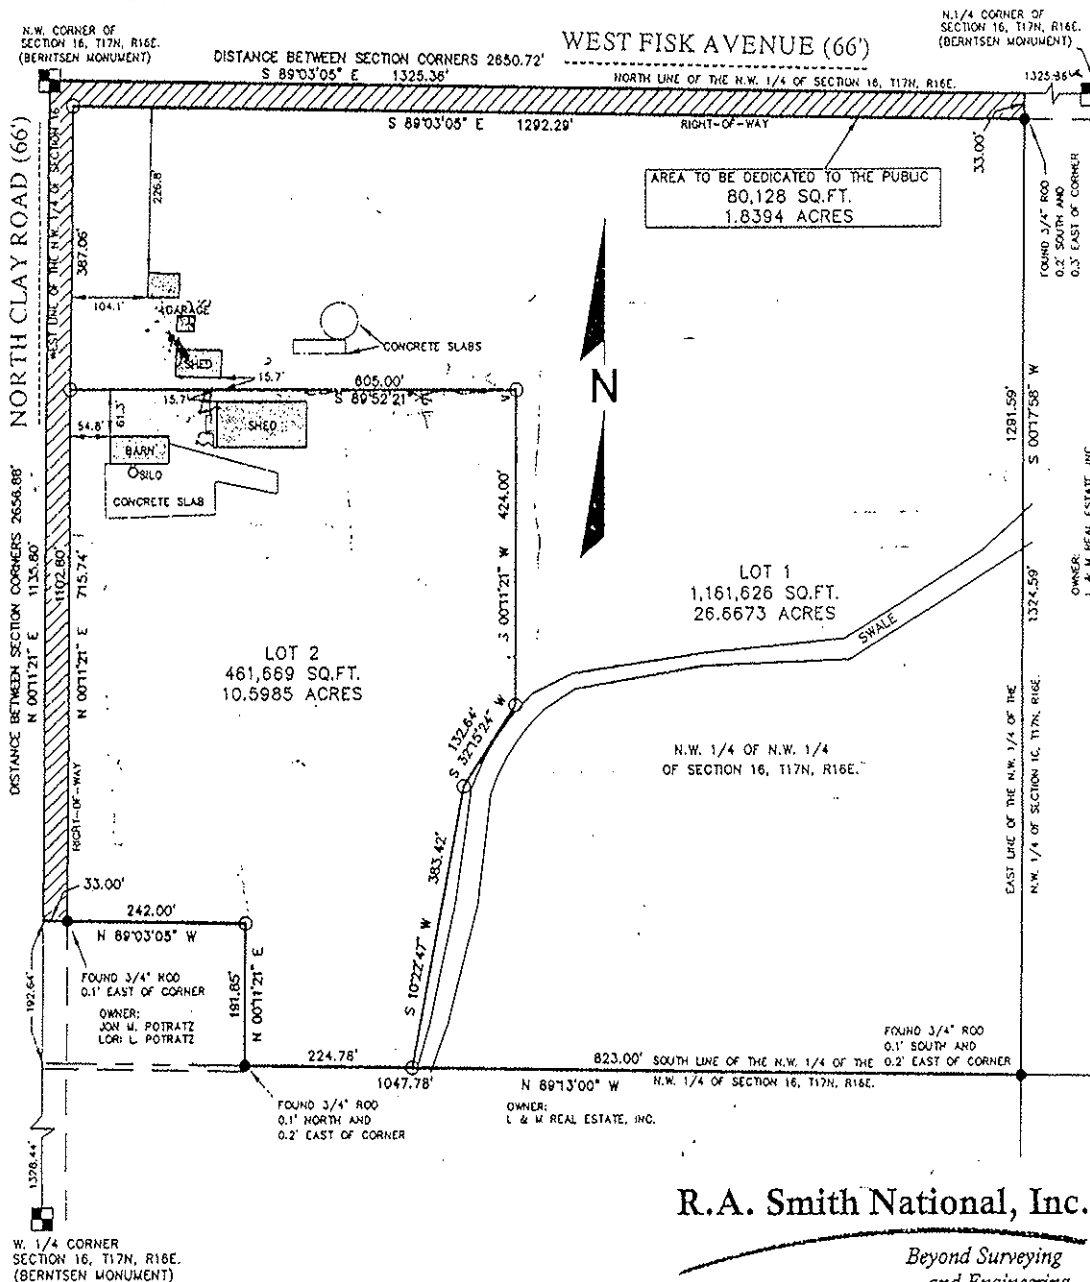 N.W. CORNER OF
SECTION 16, T17N, R16E.
(BERNTSEN MONUMENT)
DISTANCE BETWEEN SECTION CORNERS 2650.72'
S 89°03'05" E 1325.36'
WEST FISK AVENUE (66')
NORTH LINE OF THE N.W. 1/4 OF SECTION 16, T17N, R16E.
N.1/4 CORNER OF
SECTION 16, T17N, R16E.
(BERNTSEN MONUMENT)
1325.36'
S 89°03'05" E 1292.29'
RIGHT-OF-WAY
33.00'
AREA TO BE DEDICATED TO THE PUBLIC
80,128 SQ.FT.
1.8394 ACRES
FOUND 3/4" ROD
0.2' SOUTH AND
0.3' EAST OF CORNER
NORTH CLAY ROAD (66')
WEST LINE OF THE N.W. 1/4 OF SECTION 16
387.06'
226.8'
104.1'
GARAGE
SHED
CONCRETE SLABS
15.7'
605.00'
S 89°52'21" E
15.7'
61.3'
54.8'
SHED
BARN
SILO
CONCRETE SLAB
S 00°11'21" W 424.00'
N
1291.59'
S 00°17'58" W
1324.59'
OWNER:
L & M REAL ESTATE, INC.
DISTANCE BETWEEN SECTION CORNERS 2656.88'
N 00°11'21" E 1135.80'
1102.80'
N 00°11'21" E 715.74'
RIGHT-OF-WAY
LOT 1
1,161,626 SQ.FT.
26.6673 ACRES
SWALE
LOT 2
461,669 SQ.FT.
10.5985 ACRES
132.64'
S 32°15'24" W
N.W. 1/4 OF N.W. 1/4
OF SECTION 16, T17N, R16E.
EAST LINE OF THE N.W. 1/4 OF THE
N.W. 1/4 OF SECTION 16, T17N, R16E.
S 10°22'47" W 383.42'
33.00'
242.00'
N 89°03'05" W
FOUND 3/4" ROD
0.1' EAST OF CORNER
OWNER:
JON M. POTRATZ
LORI L. POTRATZ
192.64'
191.85'
N 00°11'21" E
224.78'
1047.78'
823.00'
SOUTH LINE OF THE N.W. 1/4 OF THE
N 89°13'00" W
N.W. 1/4 OF SECTION 16, T17N, R16E.
FOUND 3/4" ROD
0.1' SOUTH AND
0.2' EAST OF CORNER
FOUND 3/4" ROD
0.1' NORTH AND
0.2' EAST OF CORNER
OWNER:
L & M REAL ESTATE, INC.
1328.44'
W. 1/4 CORNER
SECTION 16, T17N, R16E.
(BERNTSEN MONUMENT)
R.A. Smith National, Inc.
Beyond Surveying
and Engineering